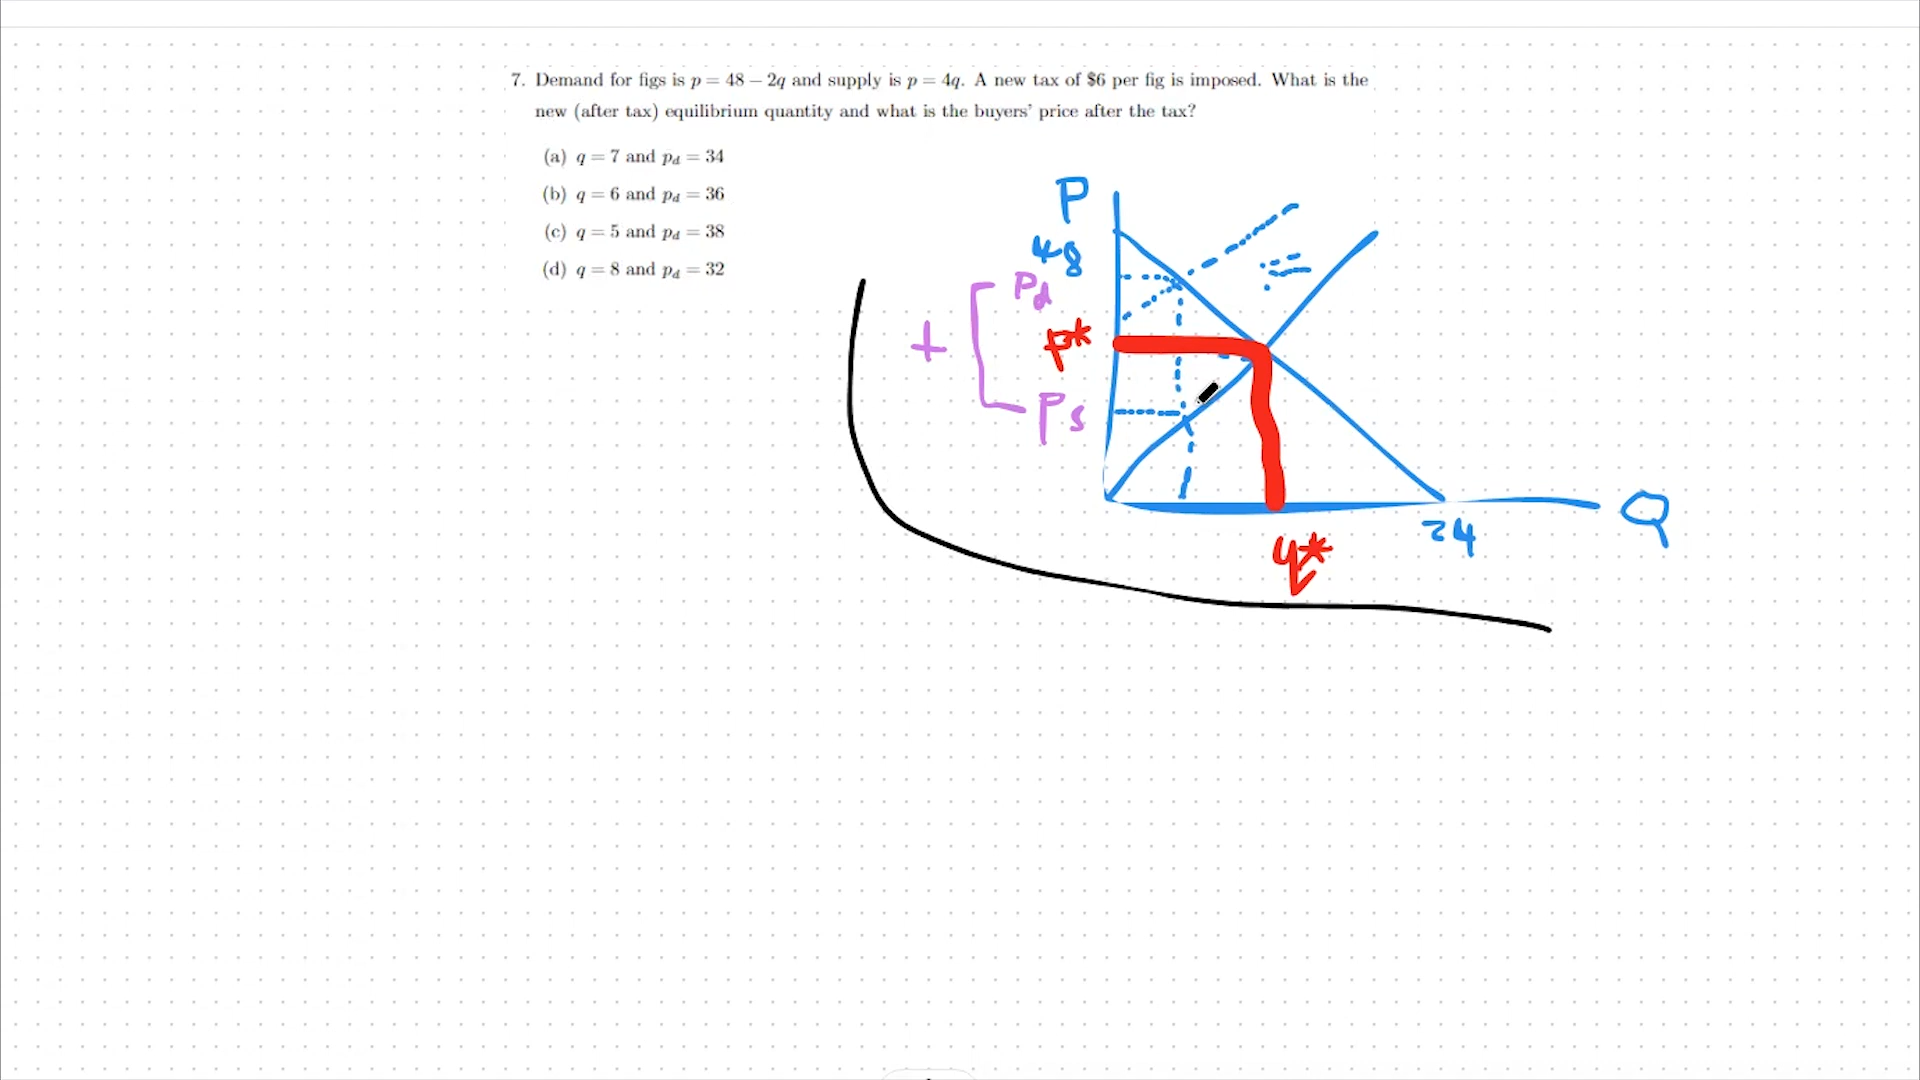 7. Demand for figs is p = 48 − 2q and supply is p = 4q. A new tax of $6 per fig is imposed. What is the
new (after tax) equilibrium quantity and what is the buyers' price after the tax?
(a) q = 7 and p_d = 34
(b) q = 6 and p_d = 36
(c) q = 5 and p_d = 38
(d) q = 8 and p_d = 32
P
48
P_d
t
P*
P_s
Q
24
q*